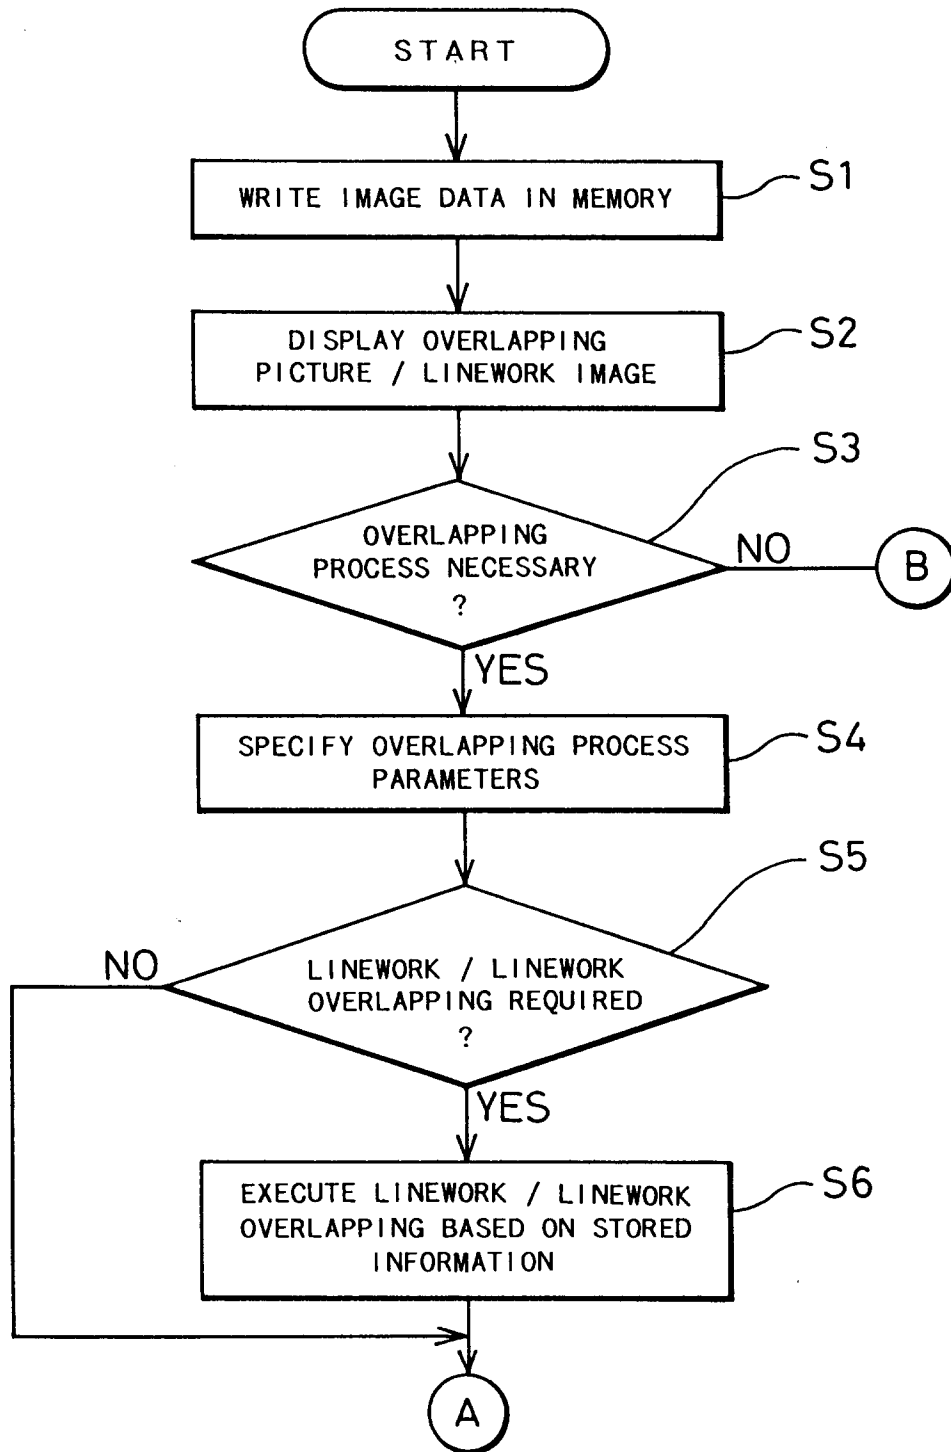 START
WRITE IMAGE DATA IN MEMORY
S1
DISPLAY OVERLAPPING
PICTURE / LINEWORK IMAGE
S2
S3
OVERLAPPING
PROCESS NECESSARY
?
NO
B
YES
SPECIFY OVERLAPPING PROCESS
PARAMETERS
S4
S5
NO
LINEWORK / LINEWORK
OVERLAPPING REQUIRED
?
YES
EXECUTE LINEWORK / LINEWORK
OVERLAPPING BASED ON STORED
INFORMATION
S6
A